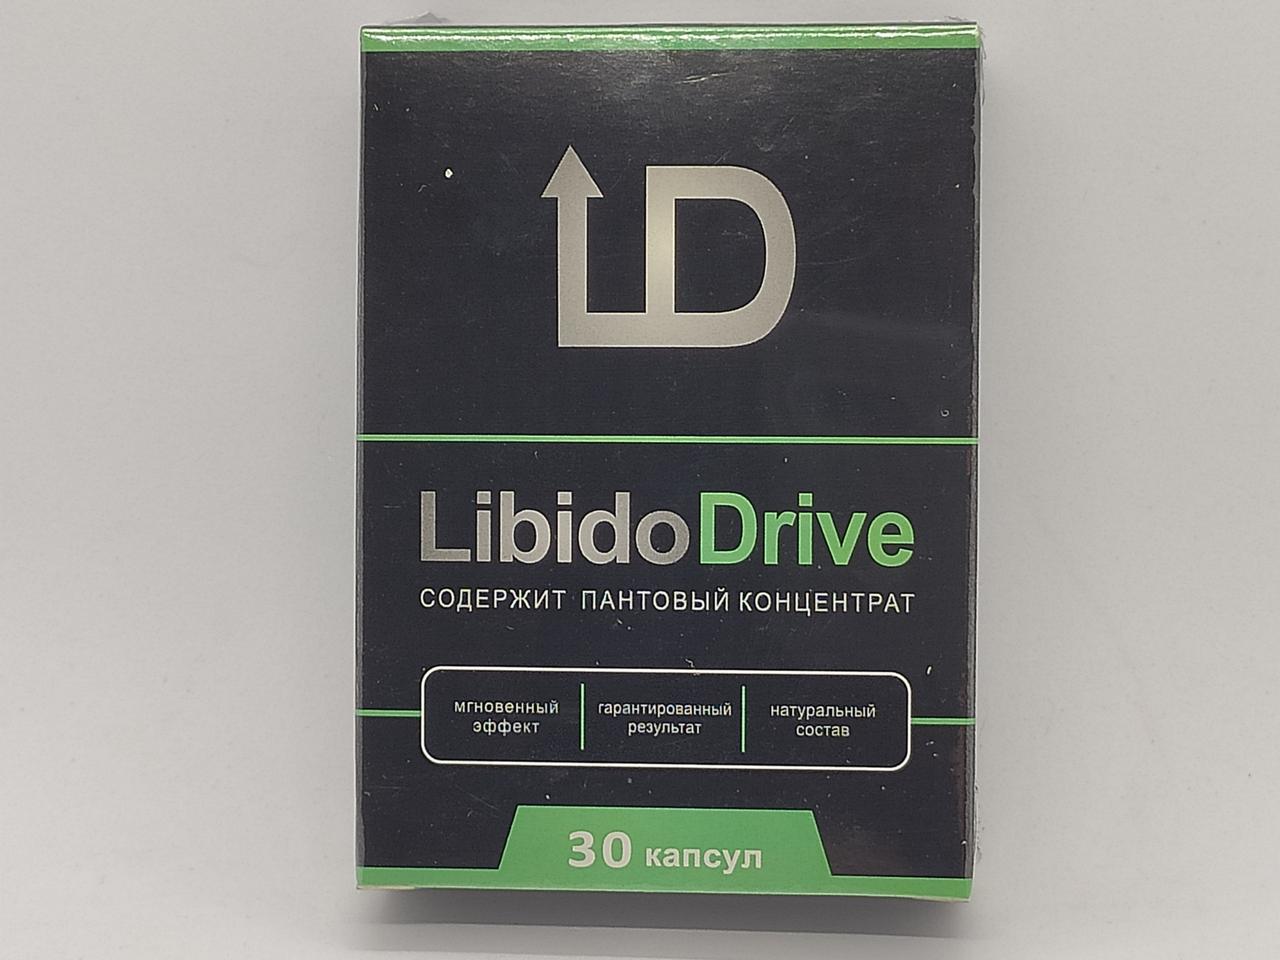 LD
LibidoDrive
СОДЕРЖИТ ПАНТОВЫЙ КОНЦЕНТРАТ
мгновенный
эффект
гарантированный
результат
натуральный
состав
30 капсул